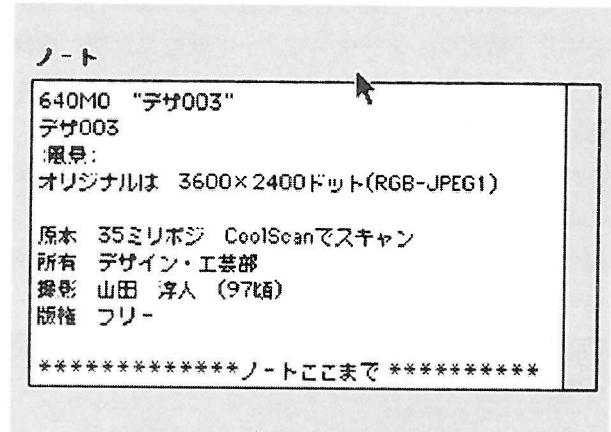 ノート
640MO "デザ003"
デザ003
:風景:
オリジナルは 3600×2400ドット(RGB-JPEG1)
原本 35ミリポジ CoolScanでスキャン
所有 デザイン・工芸部
撮影 山田 淳人 (97頃)
版権 フリー
*************ノートここまで **********